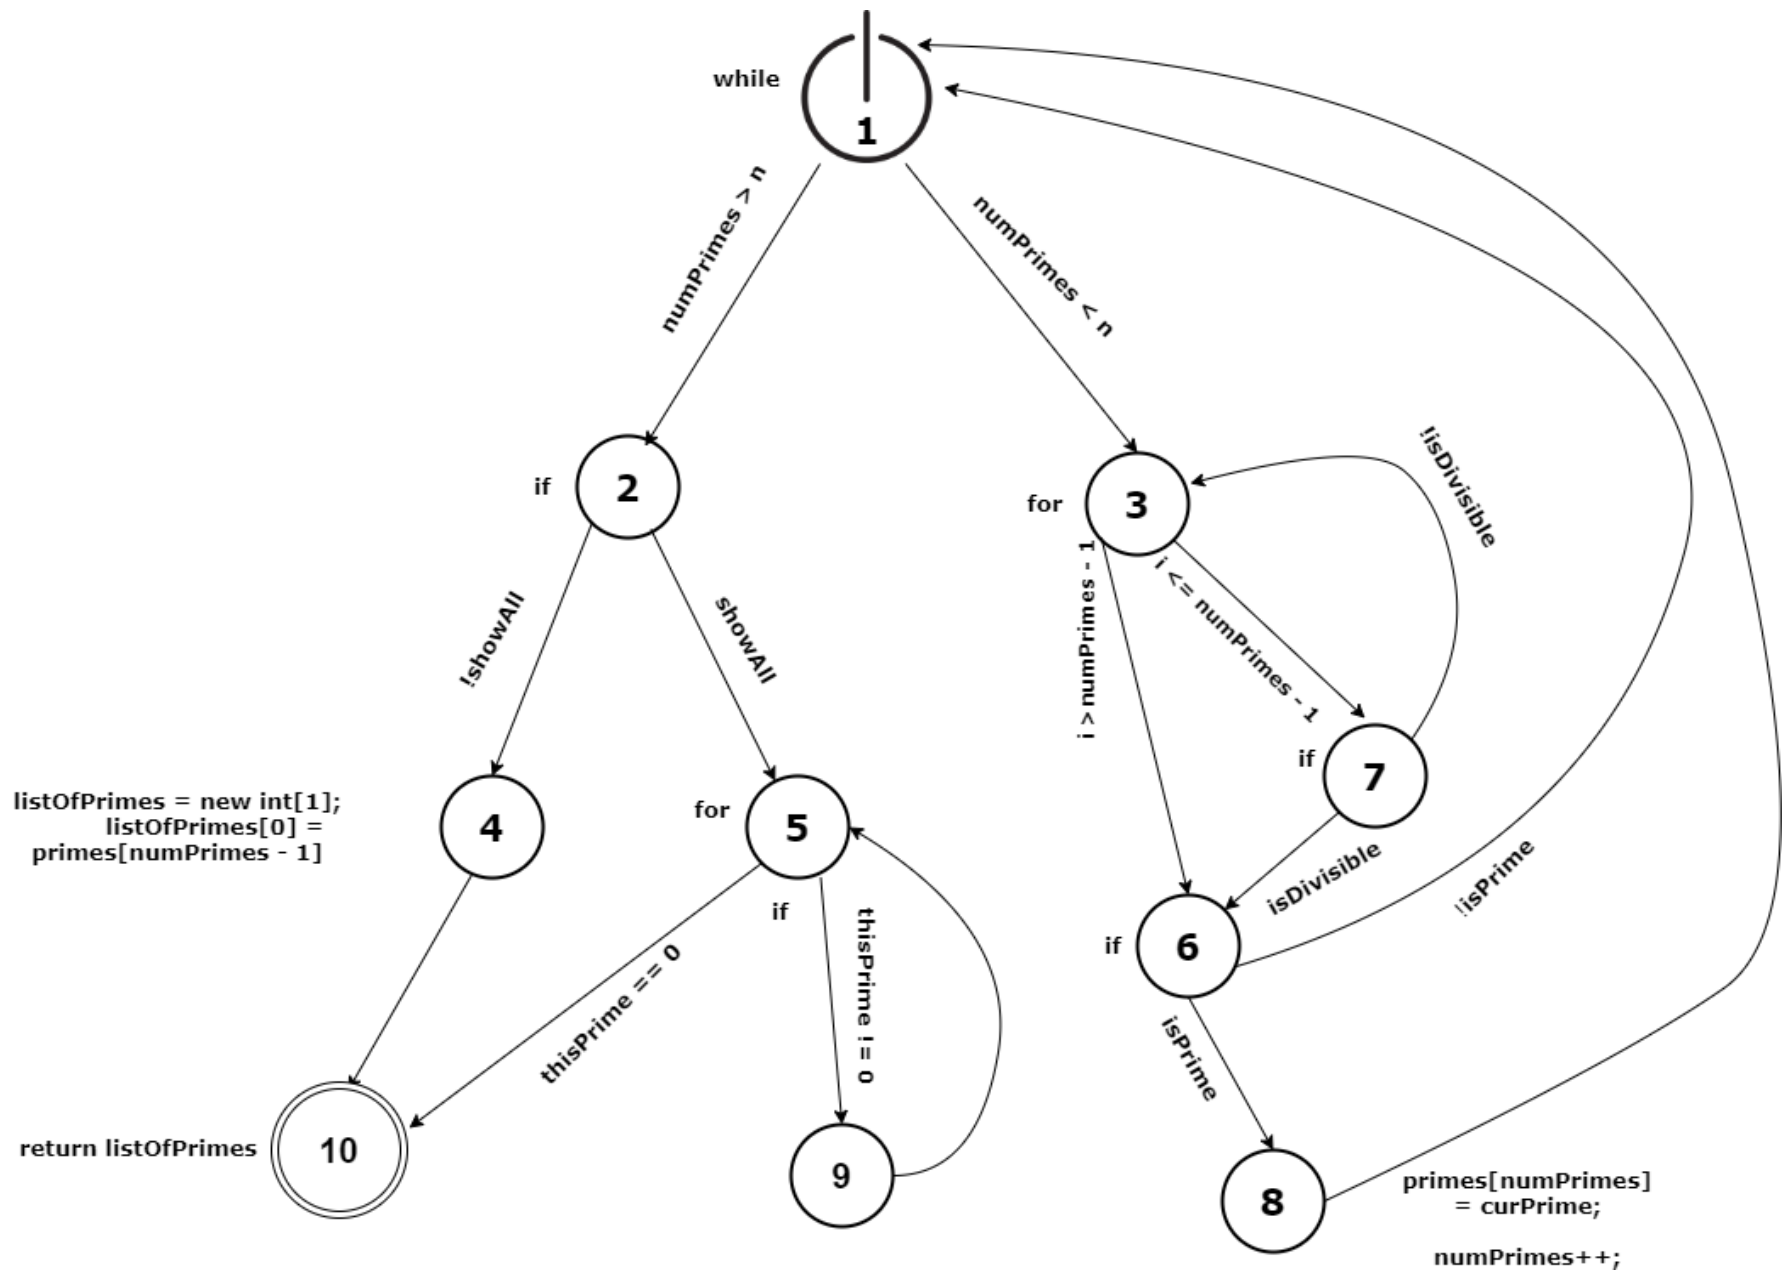 while
1
numPrimes > n
numPrimes < n
if
2
for
3
!isDivisible
i > numPrimes - 1
i <= numPrimes - 1
!showAll
showAll
if
7
listOfPrimes = new int[1];
listOfPrimes[0] =
primes[numPrimes - 1]
4
for
5
if
thisPrime == 0
thisPrime != 0
isDivisible
!isPrime
if
6
isPrime
return listOfPrimes
10
9
8
primes[numPrimes]
= curPrime;
numPrimes++;